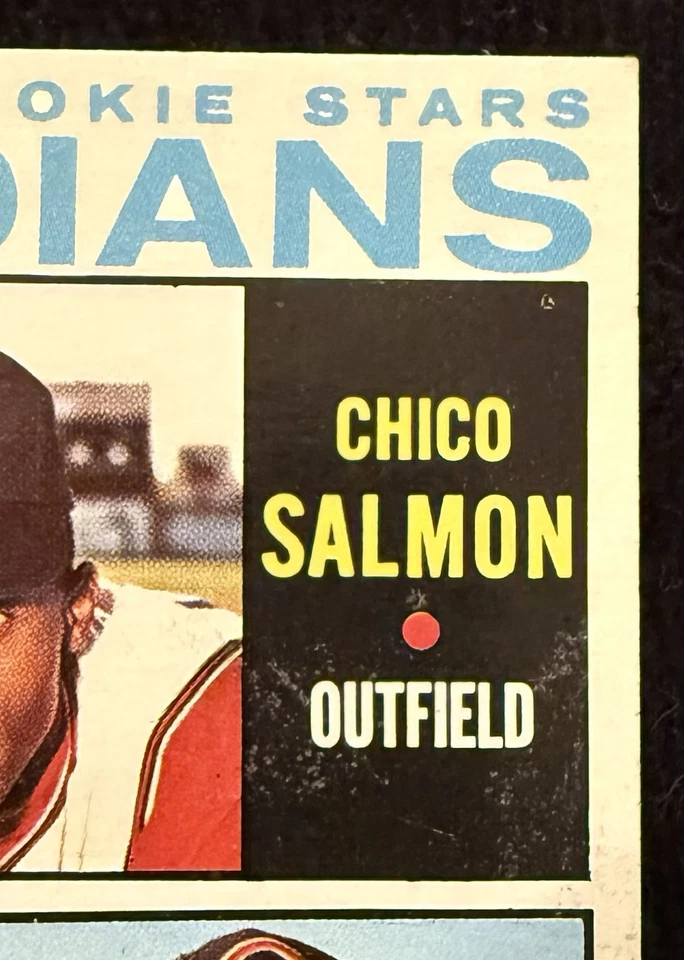 OKIE STARS
DIANS
CHICO
SALMON
OUTFIELD